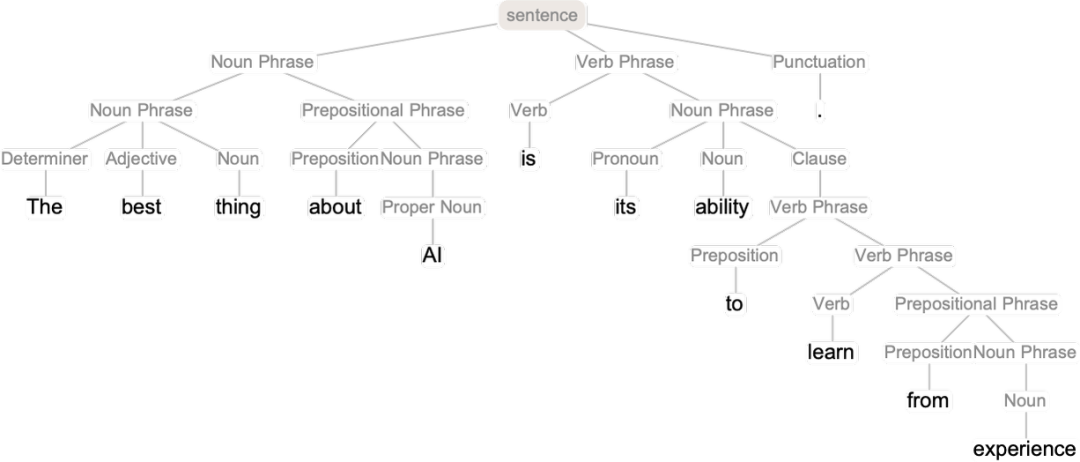 sentence
Noun Phrase Verb Phrase Punctuation
Noun Phrase Prepositional Phrase Verb Noun Phrase .
Determiner Adjective Noun Preposition Noun Phrase is Pronoun Noun Clause
The best thing about Proper Noun its ability Verb Phrase
AI Preposition Verb Phrase
to Verb Prepositional Phrase
learn Preposition Noun Phrase
from Noun
experience